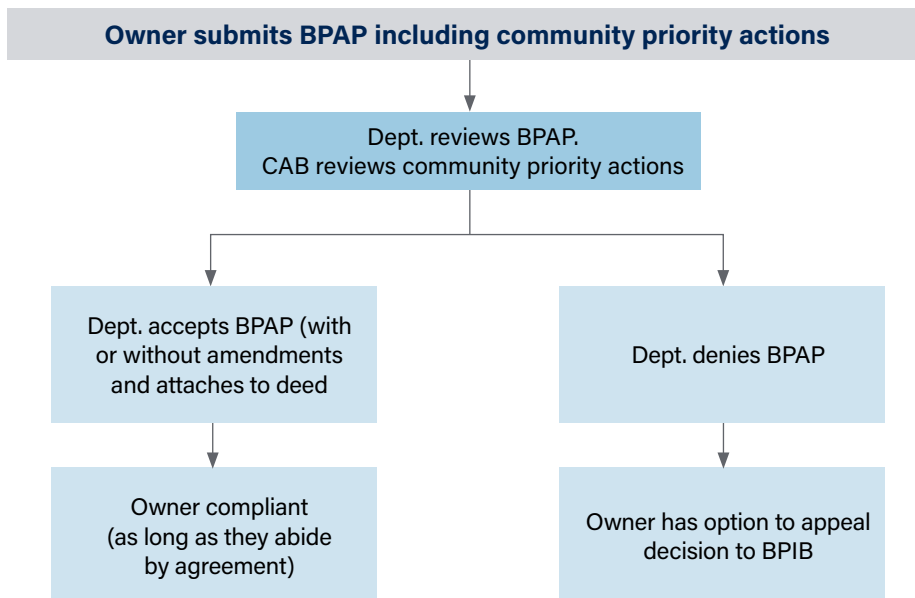 Owner submits BPAP including community priority actions
Dept. reviews BPAP.
CAB reviews community priority actions
Dept. accepts BPAP (with
or without amendments
and attaches to deed
Dept. denies BPAP
Owner compliant
(as long as they abide
by agreement)
Owner has option to appeal
decision to BPIB